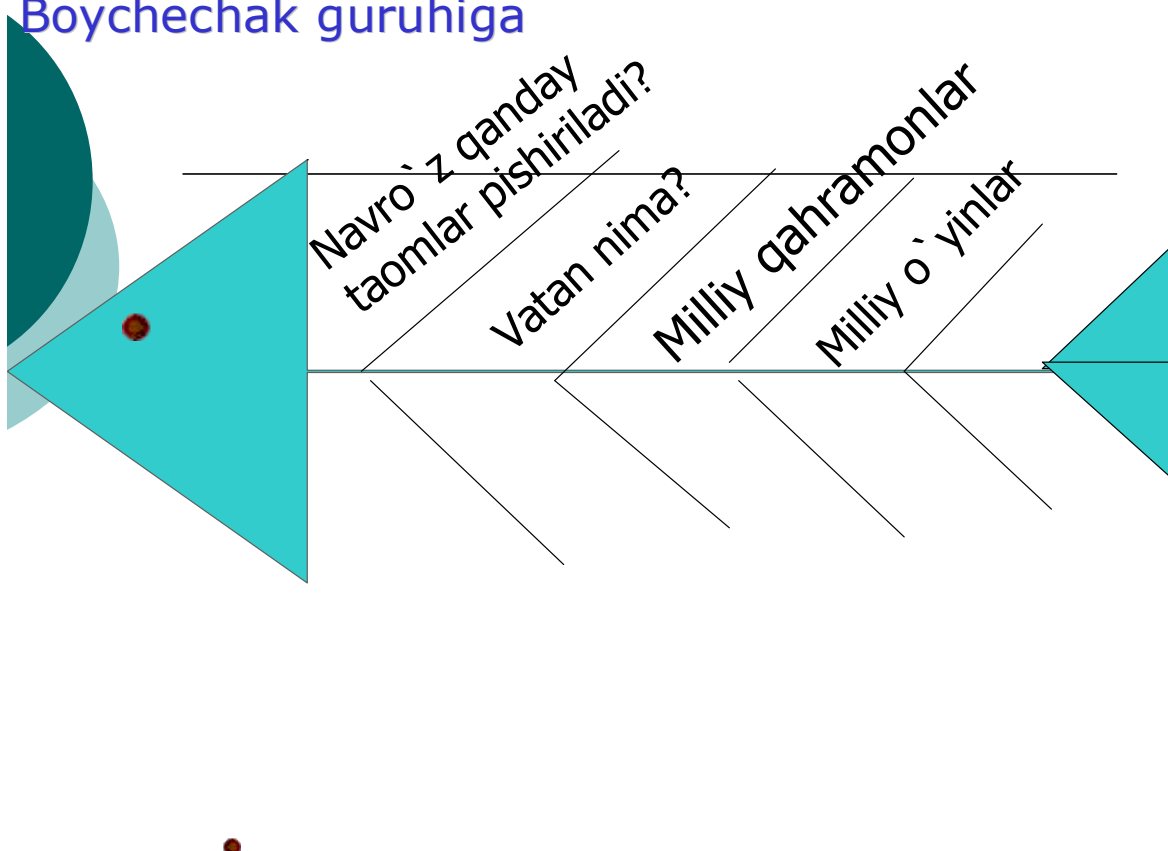 Boychechak guruhiga
Navro`z qanday
taomlar pishiriladi?
Vatan nima?
Milliy qahramonlar
Milliy o`yinlar